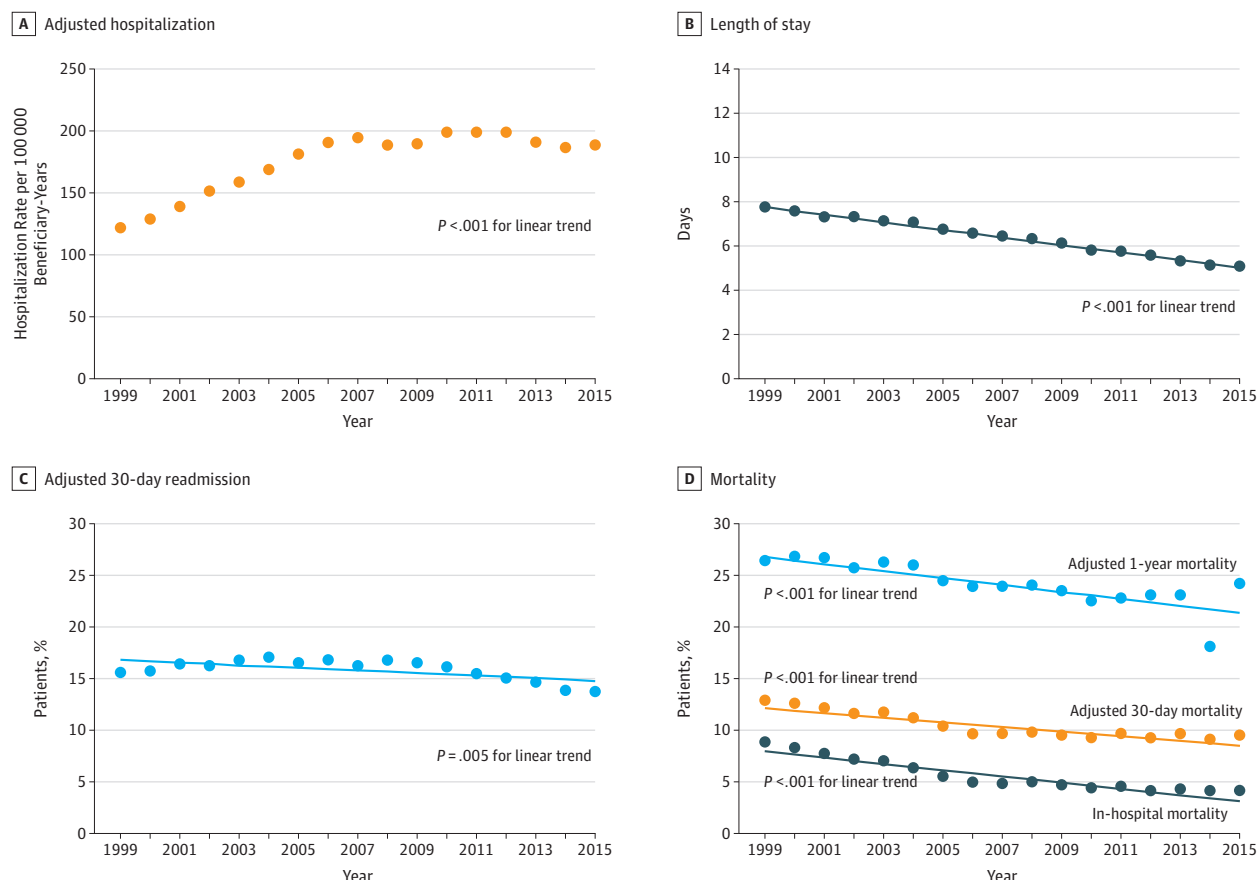 A Adjusted hospitalization
Hospitalization Rate per 100 000
Beneficiary-Years
250
200
150
100
50
0
P <.001 for linear trend
1999 2001 2003 2005 2007 2009 2011 2013 2015
Year
B Length of stay
Days
14
12
10
8
6
4
2
0
P <.001 for linear trend
1999 2001 2003 2005 2007 2009 2011 2013 2015
Year
C Adjusted 30-day readmission
Patients, %
30
25
20
15
10
5
0
P = .005 for linear trend
1999 2001 2003 2005 2007 2009 2011 2013 2015
Year
D Mortality
Patients, %
30
25
20
15
10
5
0
Adjusted 1-year mortality
P <.001 for linear trend
P <.001 for linear trend
Adjusted 30-day mortality
P <.001 for linear trend
In-hospital mortality
1999 2001 2003 2005 2007 2009 2011 2013 2015
Year